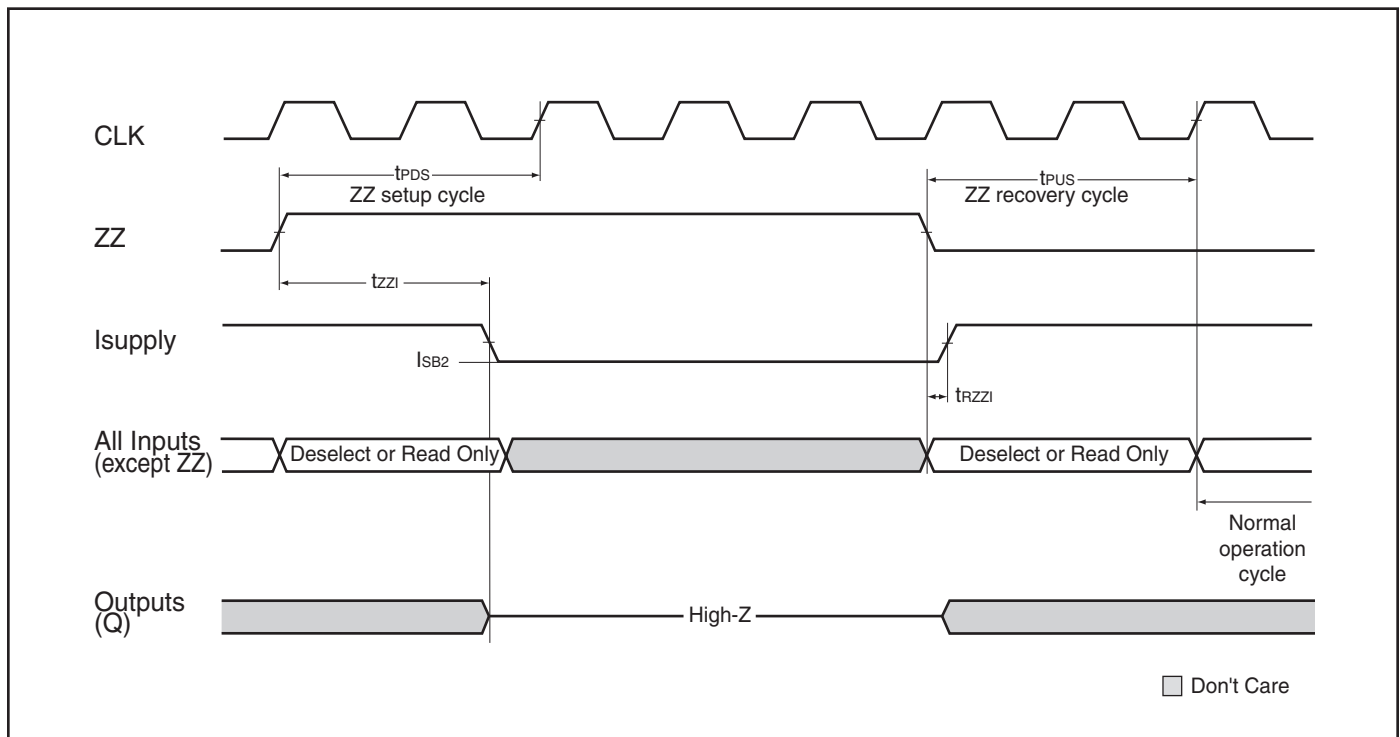 CLK
tPDS
ZZ setup cycle
tPUS
ZZ recovery cycle
ZZ
tZZI
Isupply
ISB2
tRZZI
All Inputs
(except ZZ)
Deselect or Read Only
Deselect or Read Only
Normal
operation
cycle
Outputs
(Q)
High-Z
Don't Care